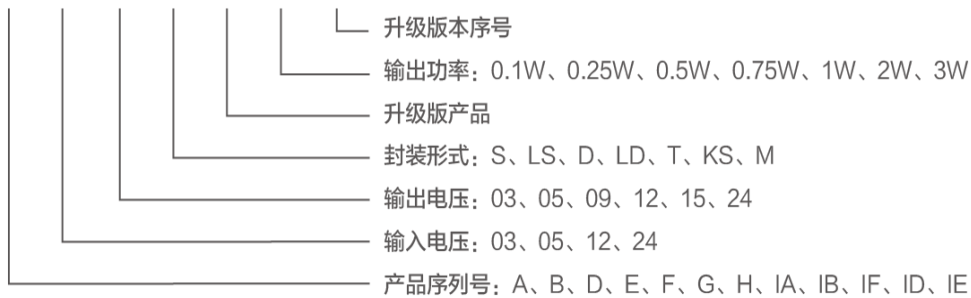 升级版本序号
输出功率：0.1W、0.25W、0.5W、0.75W、1W、2W、3W
升级版产品
封装形式：S、LS、D、LD、T、KS、M
输出电压：03、05、09、12、15、24
输入电压：03、05、12、24
产品序列号：A、B、D、E、F、G、H、IA、IB、IF、ID、IE